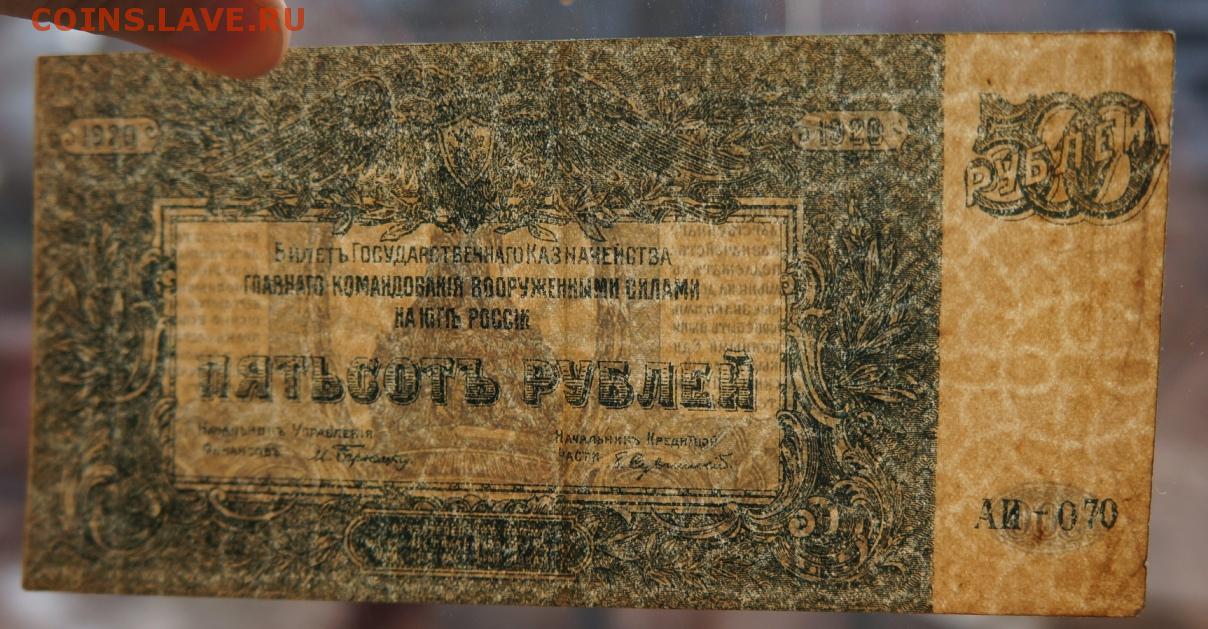 COINS.LAVE.RU
1920
1920
500
РУБЛЕЙ
БИЛЕТЪ ГОСУДАРСТВЕННАГО КАЗНАЧЕЙСТВА
ГЛАВНАГО КОМАНДОВАНІЯ ВООРУЖЕННЫМИ СИЛАМИ
НА ЮГѢ РОССІИ
ПЯТЬСОТЪ РУБЛЕЙ
НАЧАЛЬНИКЪ УПРАВЛЕНІЯ
ФИНАНСОВЪ
НАЧАЛЬНИКЪ КРЕДИТНОЙ
ЧАСТИ
АИ-070